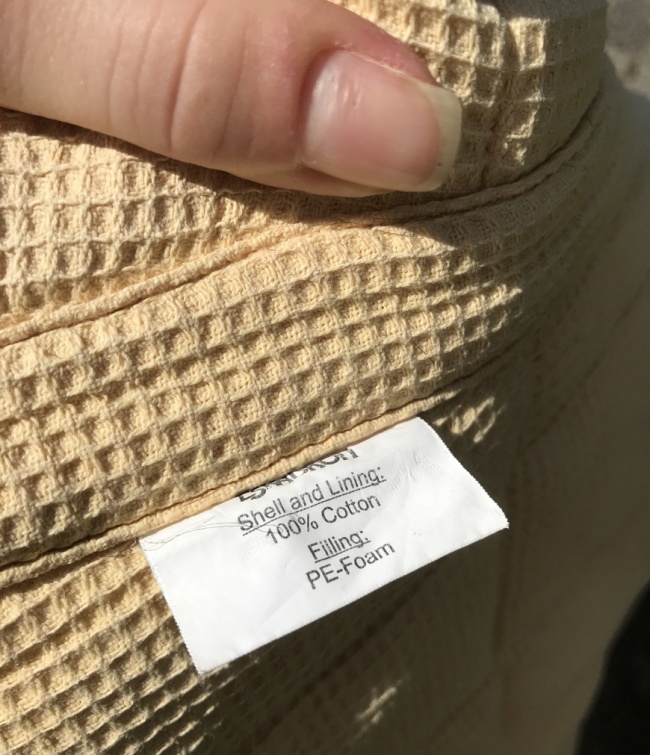 Shell and Lining:
100% Cotton
Filling:
PE-Foam